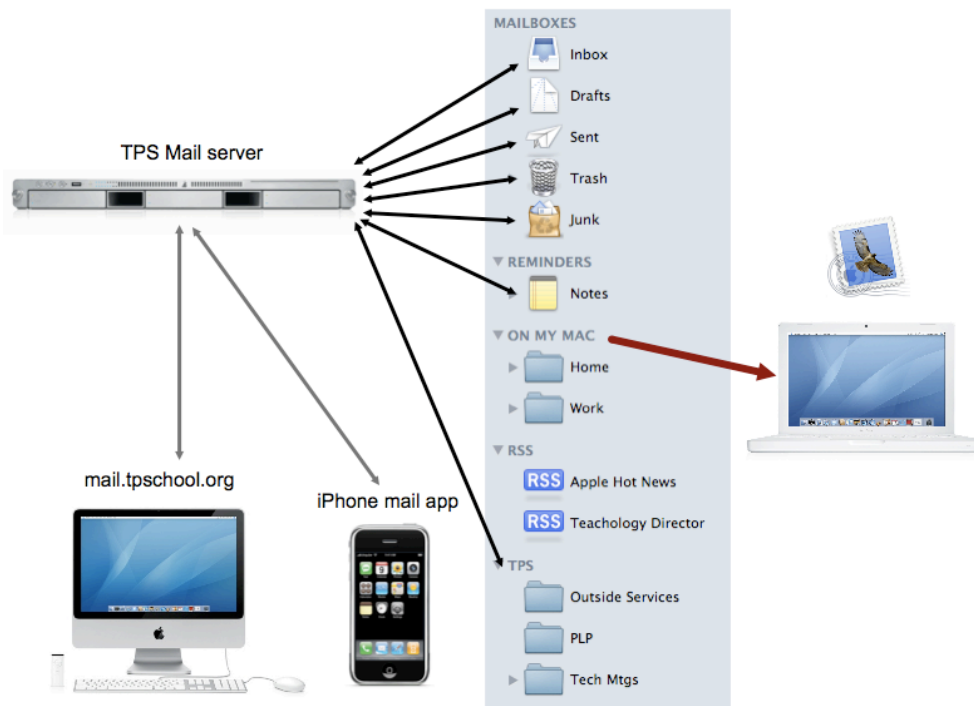 MAILBOXES
Inbox
Drafts
Sent
Trash
Junk
REMINDERS
Notes
ON MY MAC
Home
Work
RSS
RSS Apple Hot News
RSS Teachology Director
TPS
Outside Services
PLP
Tech Mtgs
TPS Mail server
mail.tpschool.org
iPhone mail app